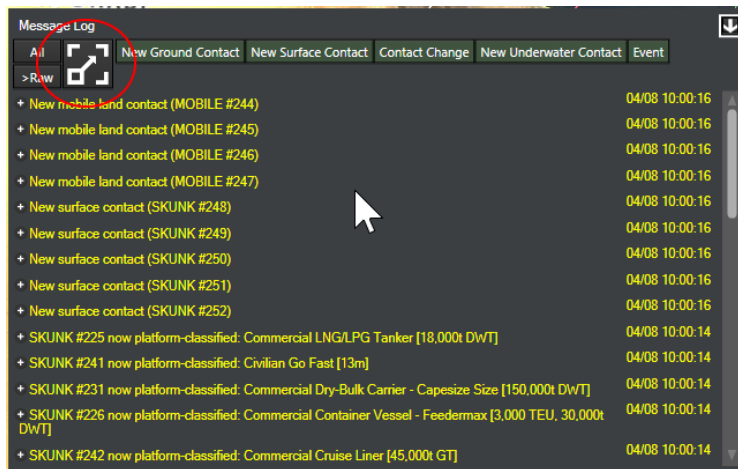 Message Log
All
New Ground Contact New Surface Contact Contact Change New Underwater Contact Event
>Raw
+ New mobile land contact (MOBILE #244) 04/08 10:00:16
+ New mobile land contact (MOBILE #245) 04/08 10:00:16
+ New mobile land contact (MOBILE #246) 04/08 10:00:16
+ New mobile land contact (MOBILE #247) 04/08 10:00:16
+ New surface contact (SKUNK #248) 04/08 10:00:16
+ New surface contact (SKUNK #249) 04/08 10:00:16
+ New surface contact (SKUNK #250) 04/08 10:00:16
+ New surface contact (SKUNK #251) 04/08 10:00:16
+ New surface contact (SKUNK #252) 04/08 10:00:16
+ SKUNK #225 now platform-classified: Commercial LNG/LPG Tanker [18,000t DWT] 04/08 10:00:14
+ SKUNK #241 now platform-classified: Civilian Go Fast [13m] 04/08 10:00:14
+ SKUNK #231 now platform-classified: Commercial Dry-Bulk Carrier - Capesize Size [150,000t DWT] 04/08 10:00:14
+ SKUNK #226 now platform-classified: Commercial Container Vessel - Feedermax [3,000 TEU, 30,000t 04/08 10:00:14
DWT]
+ SKUNK #242 now platform-classified: Commercial Cruise Liner [45,000t GT] 04/08 10:00:14